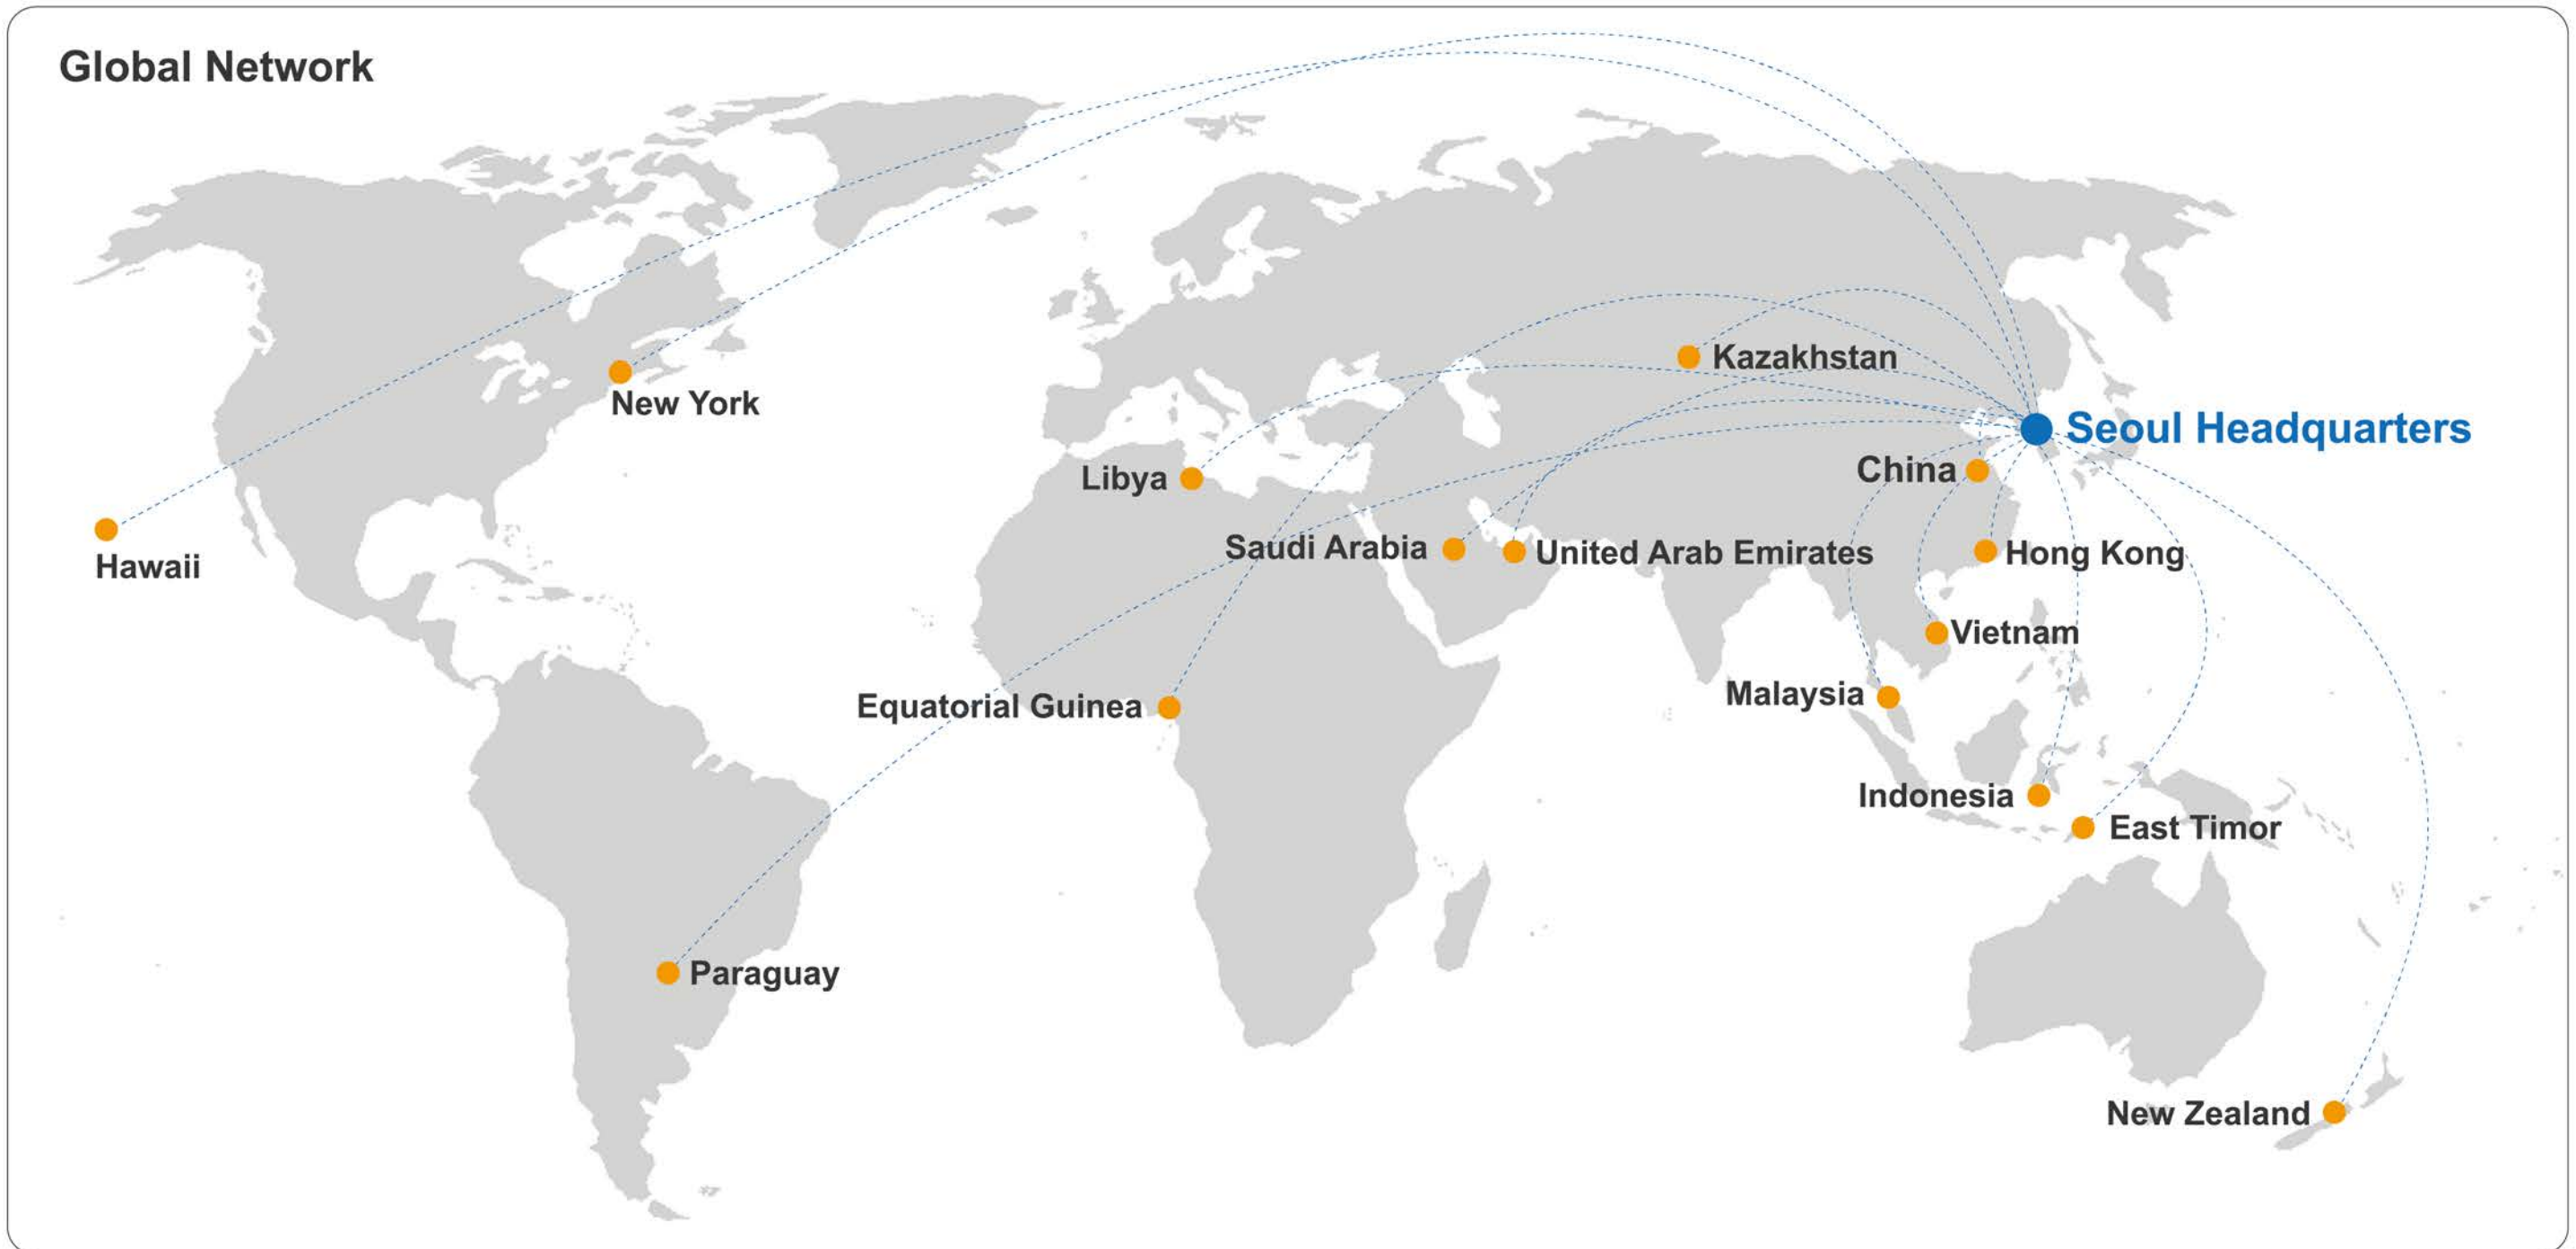 Global Network
Kazakhstan
New York
Seoul Headquarters
Libya
China
Hawaii
Saudi Arabia
United Arab Emirates
Hong Kong
Vietnam
Equatorial Guinea
Malaysia
Indonesia
East Timor
Paraguay
New Zealand